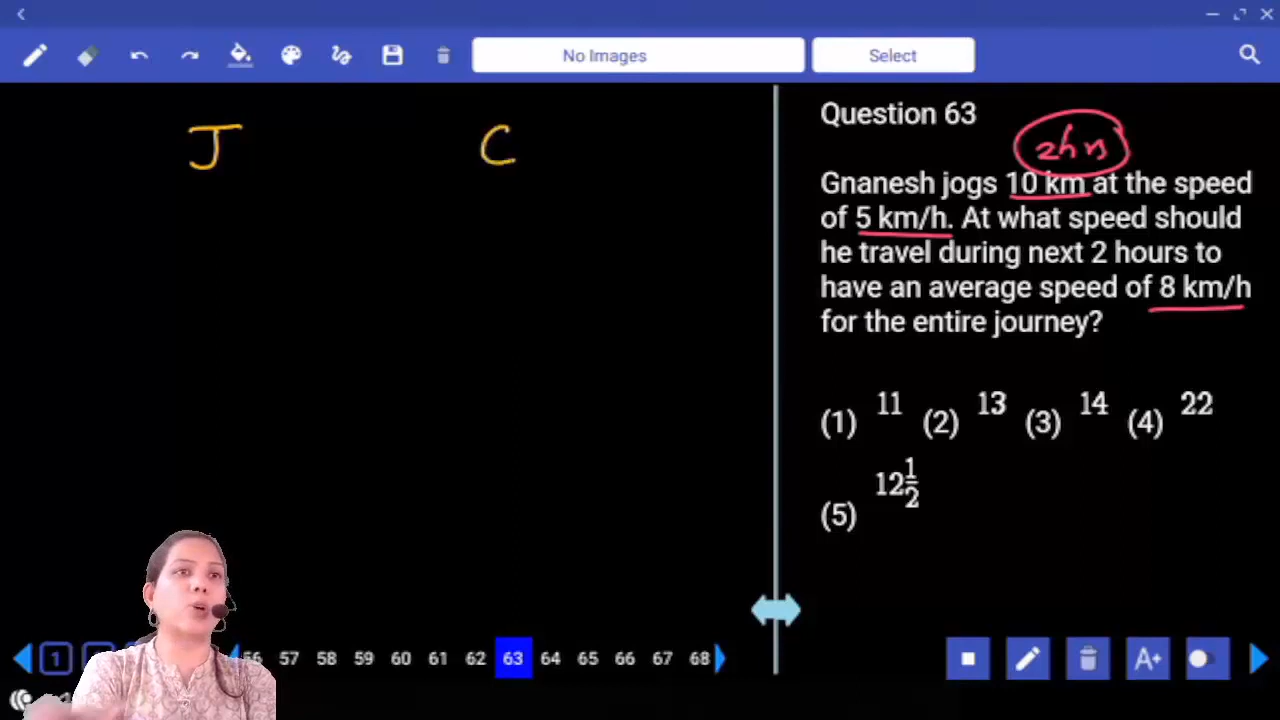 No Images
Select
J C
Question 63
2hrs
Gnanesh jogs 10 km at the speed
of 5 km/h. At what speed should
he travel during next 2 hours to
have an average speed of 8 km/h
for the entire journey?
(1) 11 (2) 13 (3) 14 (4) 22
(5) 12 1/2
1 56 57 58 59 60 61 62 63 64 65 66 67 68
A+